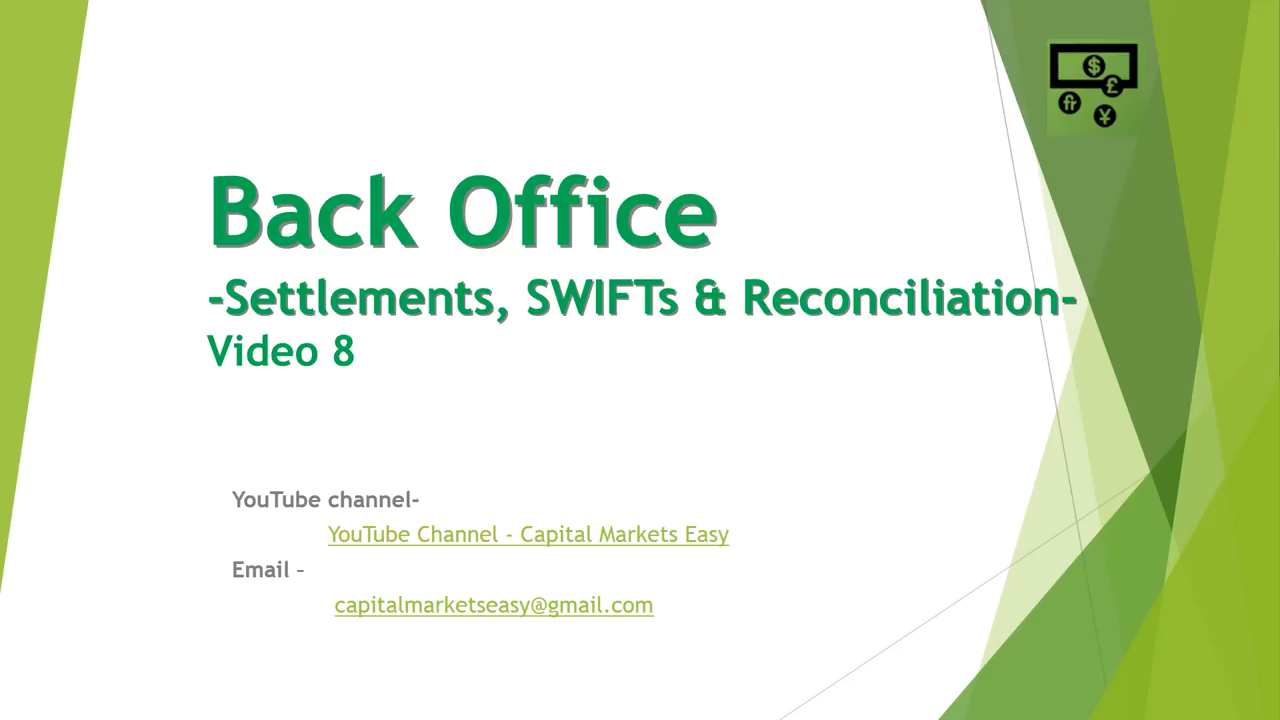 Back Office
-Settlements, SWIFTs & Reconciliation-
Video 8
YouTube channel-
YouTube Channel - Capital Markets Easy
Email –
capitalmarketseasy@gmail.com